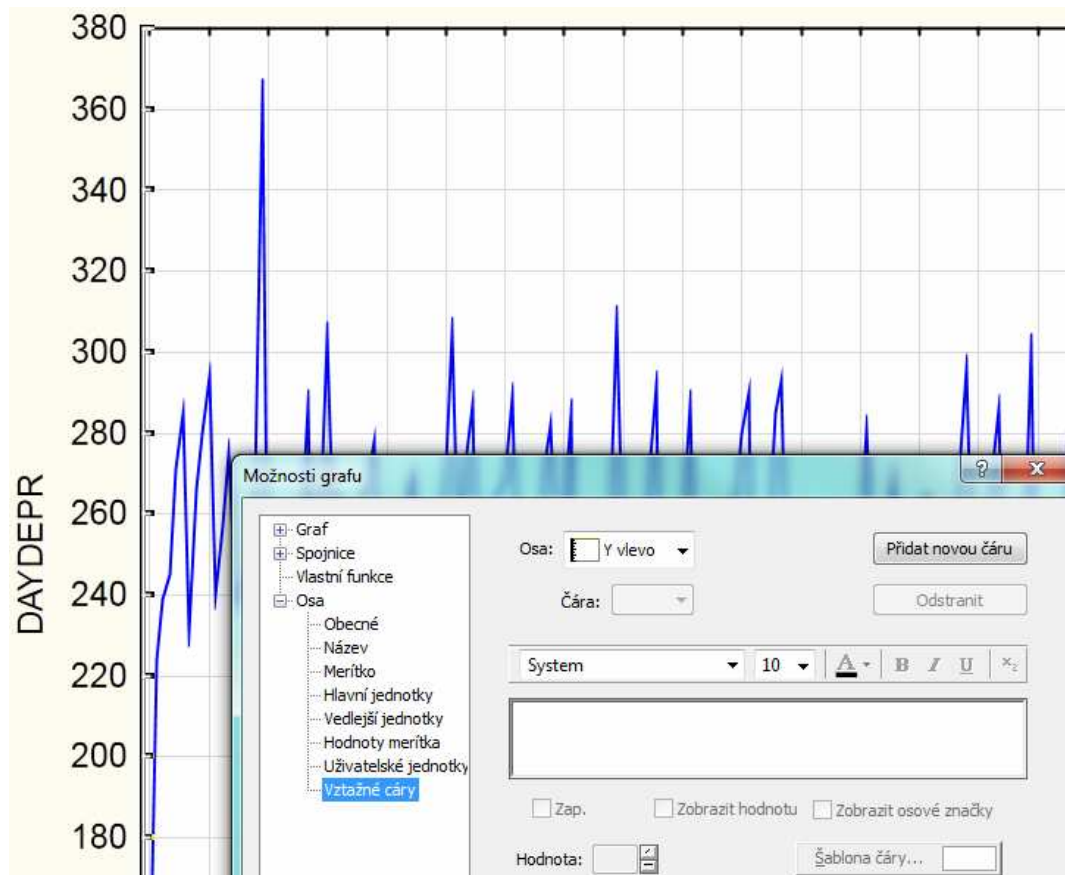 380
360
340
320
300
280
260
240
220
200
180
DAYDEPR
Možnosti grafu
?
X
Graf
Spojnice
Vlastní funkce
Osa
Obecné
Název
Merítko
Hlavní jednotky
Vedlejší jednotky
Hodnoty merítka
Uživatelské jednotky
Vztažné cáry
Osa: Y vlevo
Přidat novou čáru
Čára:
Odstranit
System 10 A B I U ×₂
Zap. Zobrazit hodnotu Zobrazit osové značky
Hodnota:
Šablona čáry...